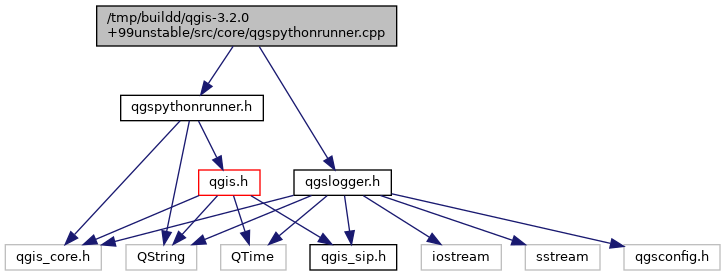 /tmp/buildd/qgis-3.2.0
+99unstable/src/core/qgspythonrunner.cpp
qgspythonrunner.h
qgis.h
qgslogger.h
qgis_core.h
QString
QTime
qgis_sip.h
iostream
sstream
qgsconfig.h